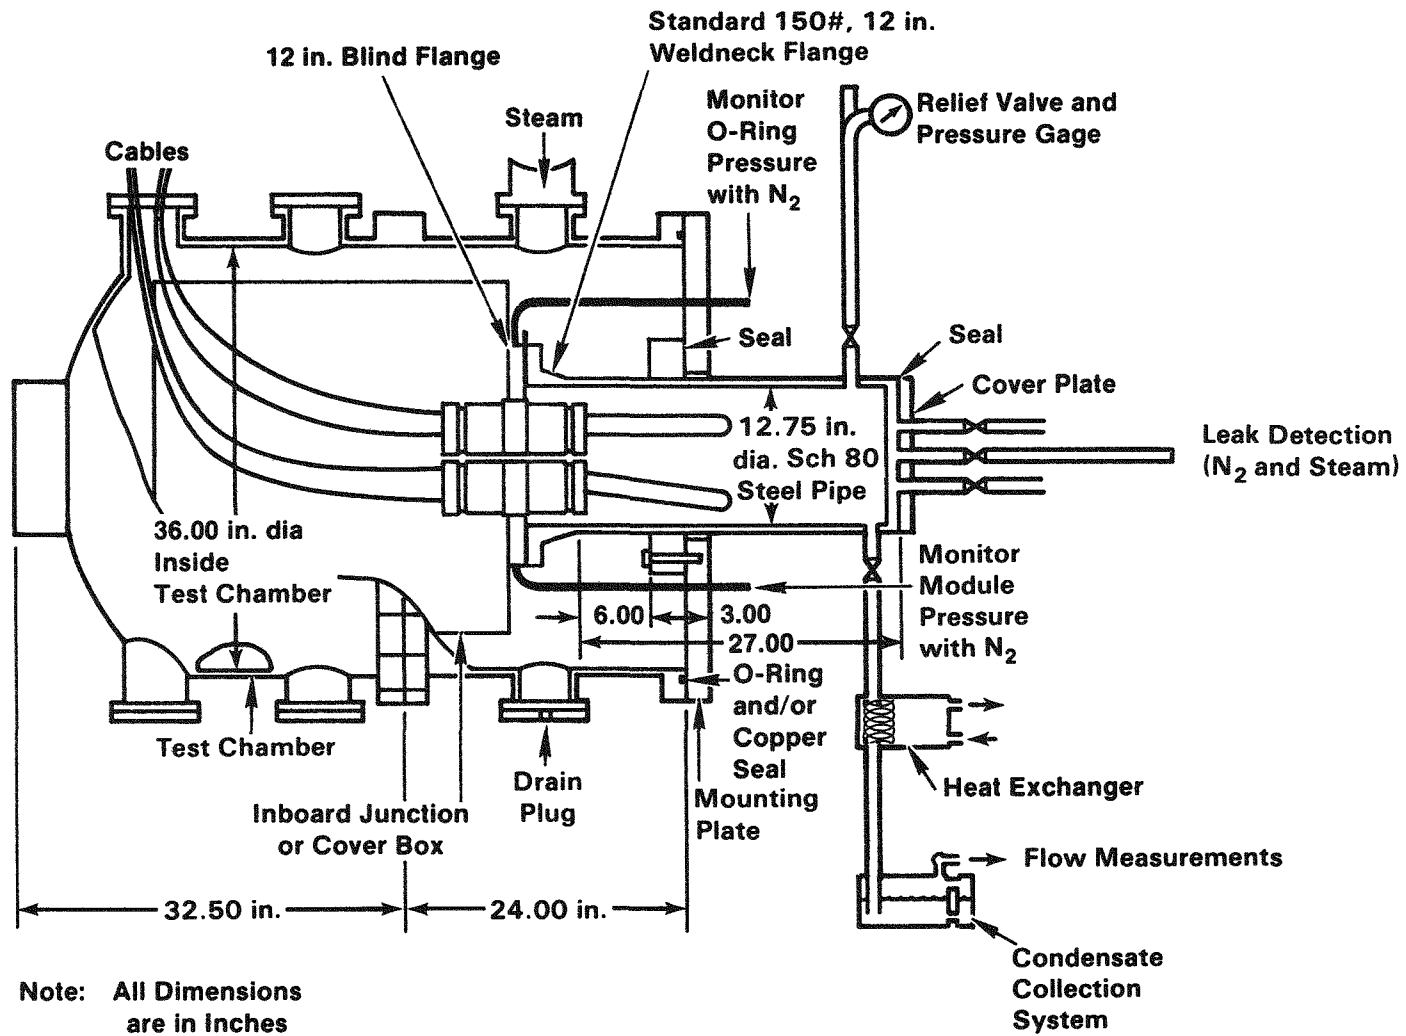 Standard 150#, 12 in.
Weldneck Flange
12 in. Blind Flange
Monitor
O-Ring
Pressure
with N2
Relief Valve and
Pressure Gage
Steam
Cables
Seal
Seal
Cover Plate
12.75 in.
dia. Sch 80
Steel Pipe
Leak Detection
(N2 and Steam)
36.00 in. dia
Inside
Test Chamber
Monitor
Module
Pressure
with N2
6.00
3.00
27.00
O-Ring
and/or
Copper
Seal
Test Chamber
Drain
Plug
Mounting
Plate
Heat Exchanger
Inboard Junction
or Cover Box
Flow Measurements
32.50 in.
24.00 in.
Condensate
Collection
System
Note: All Dimensions
are in Inches